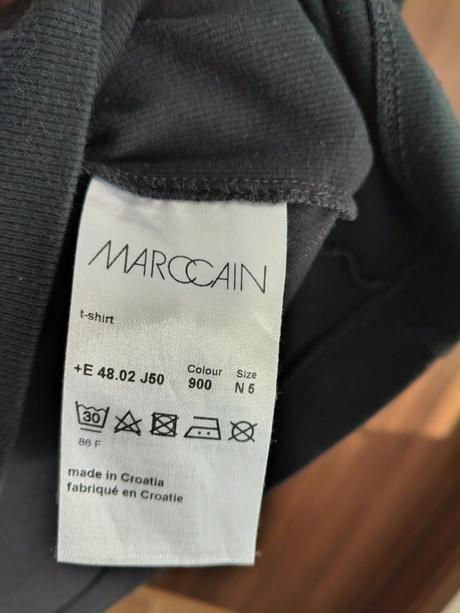 MARCCAIN
t-shirt
+E 48.02 J50 Colour 900 Size N 5
30
86 F
made in Croatia
fabriqué en Croatie